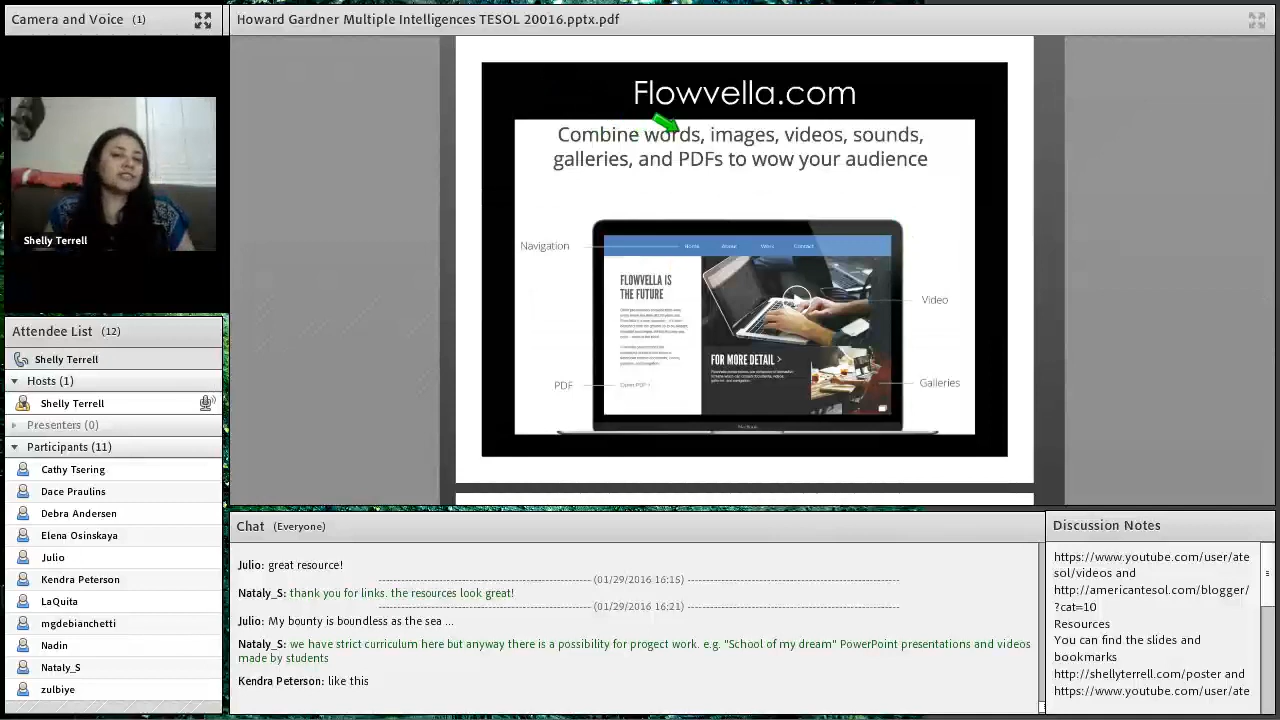 Camera and Voice (1)
Howard Gardner Multiple Intelligences TESOL 20016.pptx.pdf
Shelly Terrell
Attendee List (12)
Shelly Terrell
Hosts (1)
Shelly Terrell
Presenters (0)
Participants (11)
Cathy Tsering
Dace Praulins
Debra Andersen
Elena Osinskaya
Julio
Kendra Peterson
LaQuita
mgdebianchetti
Nadin
Nataly_S
zulbiye
Flowvella.com
Combine words, images, videos, sounds,
galleries, and PDFs to wow your audience
Navigation
Home About Work Contact
FLOWVELLA IS
THE FUTURE
Video
FOR MORE DETAIL >
PDF
Galleries
Chat (Everyone)
Julio: great resource!
(01/29/2016 16:15)
Nataly_S: thank you for links. the resources look great!
(01/29/2016 16:21)
Julio: My bounty is boundless as the sea ...
Nataly_S: we have strict curriculum here but anyway there is a possibility for progect work. e.g. "School of my dream" PowerPoint presentations and videos
made by students
Kendra Peterson: like this
Discussion Notes
https://www.youtube.com/user/ate
sol/videos and
http://americantesol.com/blogger/
?cat=10
Resources
You can find the slides and
bookmarks
http://shellyterrell.com/poster and
https://www.youtube.com/user/ate